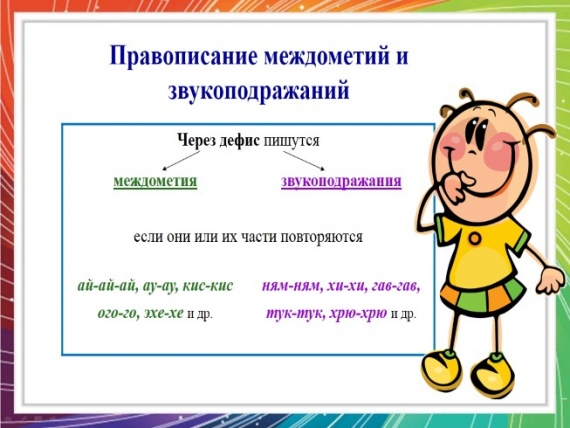 Правописание междометий и
звукоподражаний
Через дефис пишутся
междометия звукоподражания
если они или их части повторяются
ай-ай-ай, ау-ау, кис-кис
ого-го, эхе-хе и др.
ням-ням, хи-хи, гав-гав,
тук-тук, хрю-хрю и др.